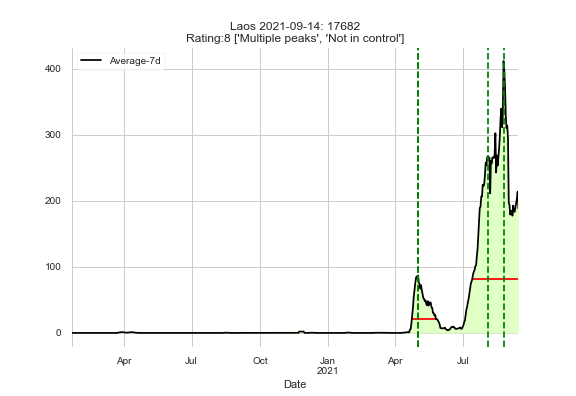 Laos 2021-09-14: 17682
Rating:8 ['Multiple peaks', 'Not in control']
Average-7d
400
300
200
100
0
Apr Jul Oct Jan Apr Jul
2021
Date